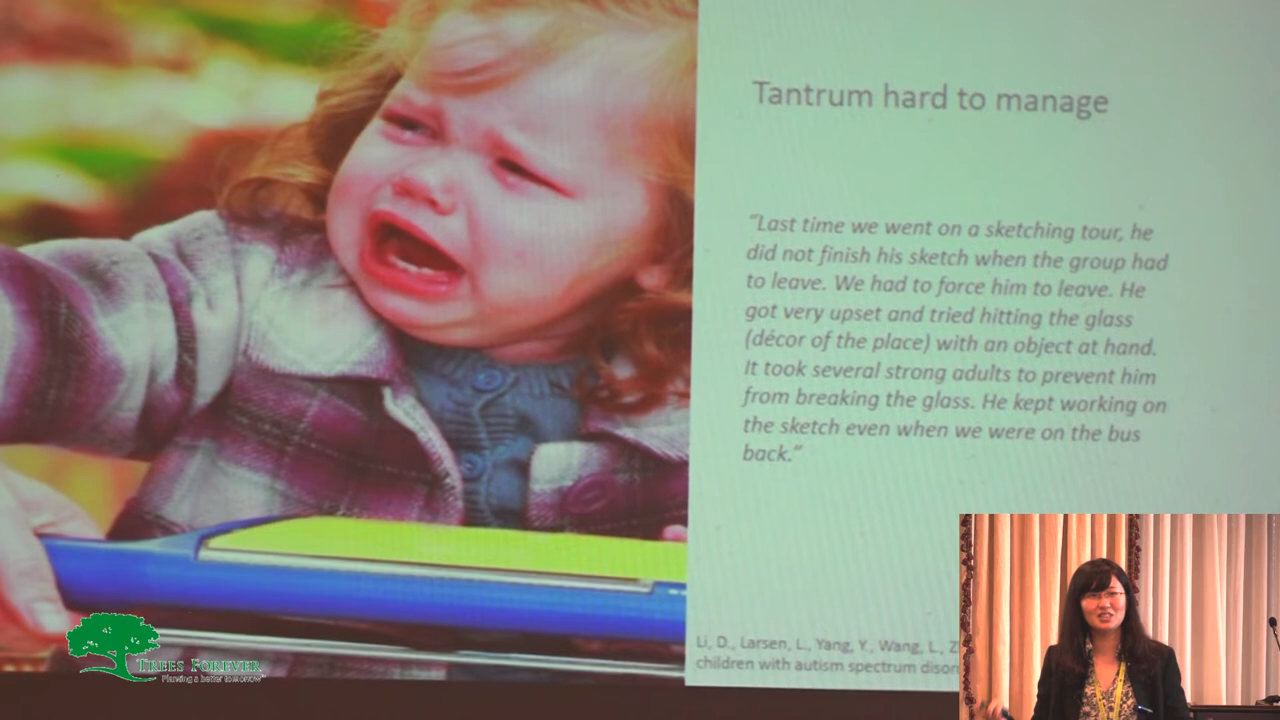 Tantrum hard to manage
“Last time we went on a sketching tour, he
did not finish his sketch when the group had
to leave. We had to force him to leave. He
got very upset and tried hitting the glass
(décor of the place) with an object at hand.
It took several strong adults to prevent him
from breaking the glass. He kept working on
the sketch even when we were on the bus
back.”
Li, D., Larsen, L., Yang, Y., Wang, L., Z
children with autism spectrum disor
TREES FOREVER
Planting a better tomorrow